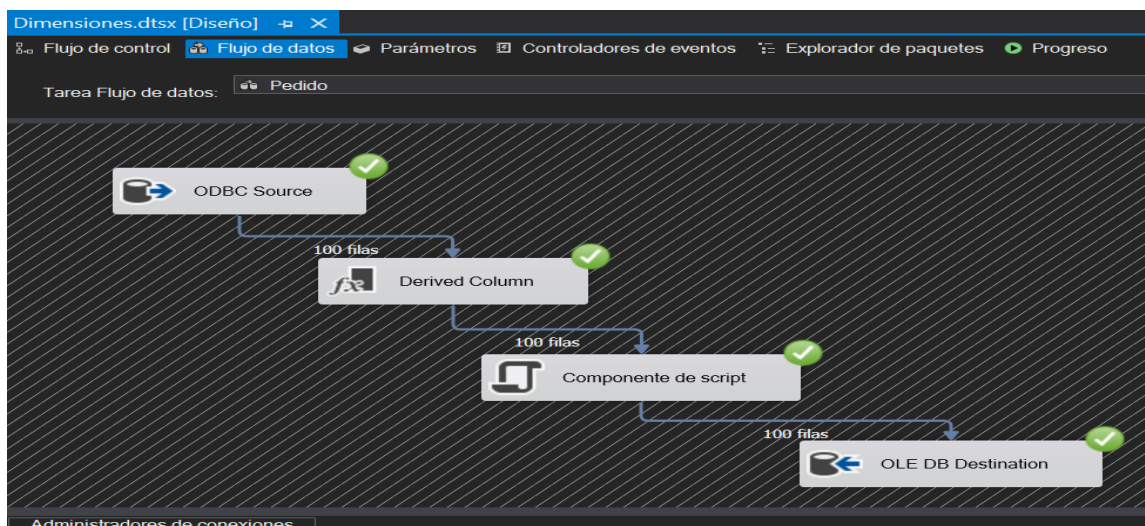 Dimensiones.dtsx [Diseño]
Flujo de control Flujo de datos Parámetros Controladores de eventos Explorador de paquetes Progreso
Tarea Flujo de datos: Pedido
ODBC Source
100 filas
Derived Column
100 filas
Componente de script
100 filas
OLE DB Destination
Administradores de conexiones